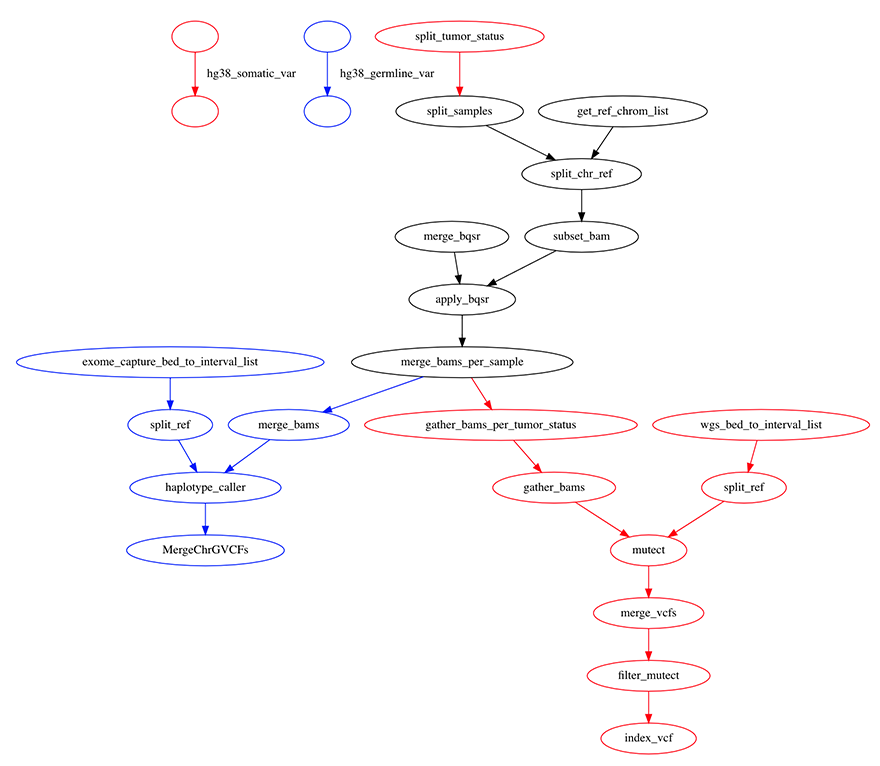 split_tumor_status
hg38_somatic_var
hg38_germline_var
split_samples
get_ref_chrom_list
split_chr_ref
merge_bqsr
subset_bam
apply_bqsr
exome_capture_bed_to_interval_list
merge_bams_per_sample
split_ref
merge_bams
gather_bams_per_tumor_status
wgs_bed_to_interval_list
haplotype_caller
gather_bams
split_ref
MergeChrGVCFs
mutect
merge_vcfs
filter_mutect
index_vcf